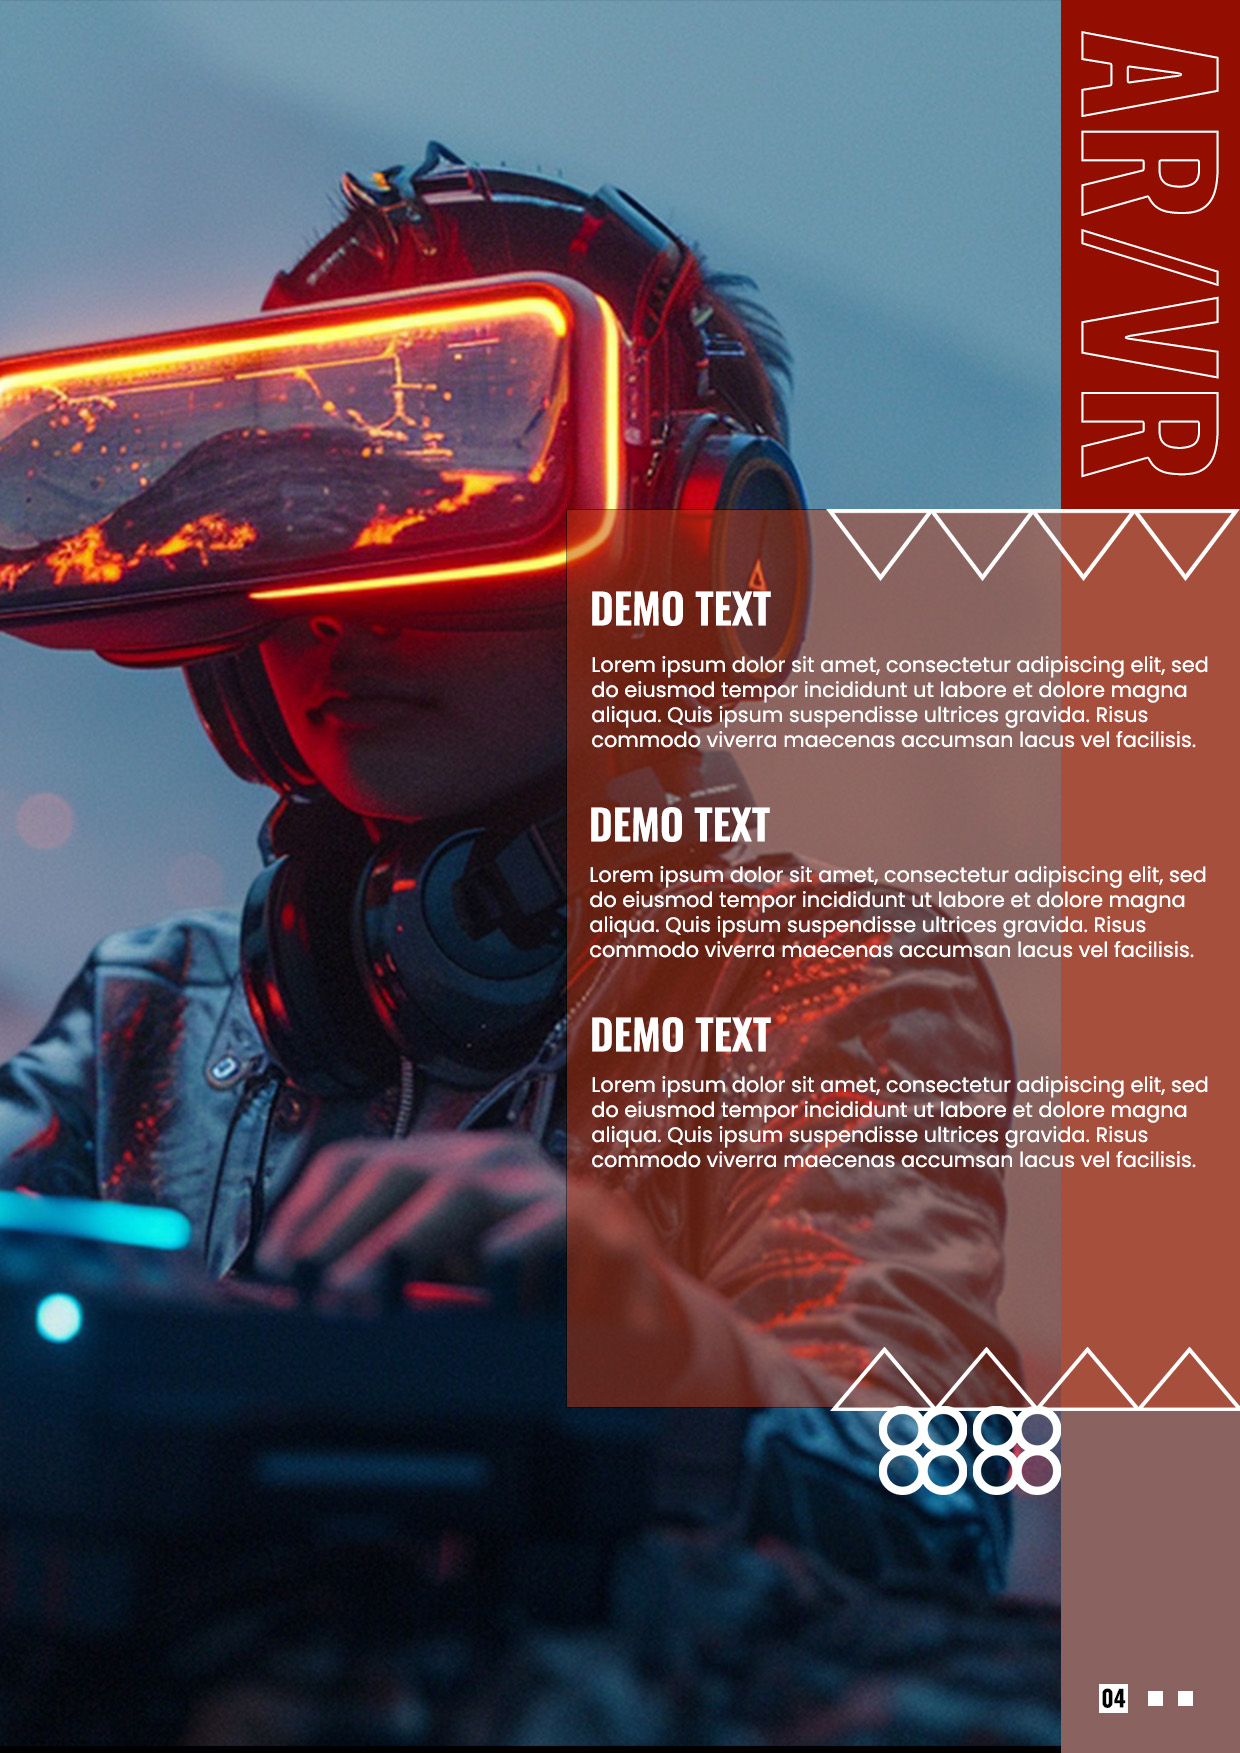 AR/VR
DEMO TEXT
Lorem ipsum dolor sit amet, consectetur adipiscing elit, sed
do eiusmod tempor incididunt ut labore et dolore magna
aliqua. Quis ipsum suspendisse ultrices gravida. Risus
commodo viverra maecenas accumsan lacus vel facilisis.
DEMO TEXT
Lorem ipsum dolor sit amet, consectetur adipiscing elit, sed
do eiusmod tempor incididunt ut labore et dolore magna
aliqua. Quis ipsum suspendisse ultrices gravida. Risus
commodo viverra maecenas accumsan lacus vel facilisis.
DEMO TEXT
Lorem ipsum dolor sit amet, consectetur adipiscing elit, sed
do eiusmod tempor incididunt ut labore et dolore magna
aliqua. Quis ipsum suspendisse ultrices gravida. Risus
commodo viverra maecenas accumsan lacus vel facilisis.
04